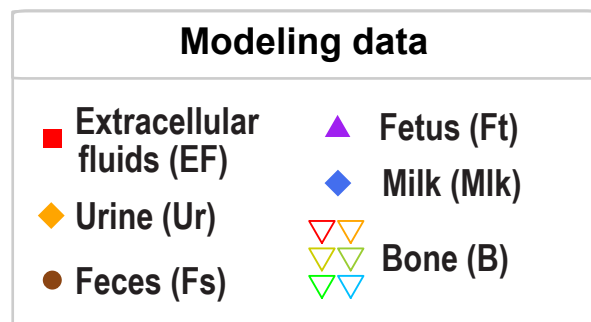 Modeling data
Extracellular
fluids (EF)
Urine (Ur)
Feces (Fs)
Fetus (Ft)
Milk (Mlk)
Bone (B)